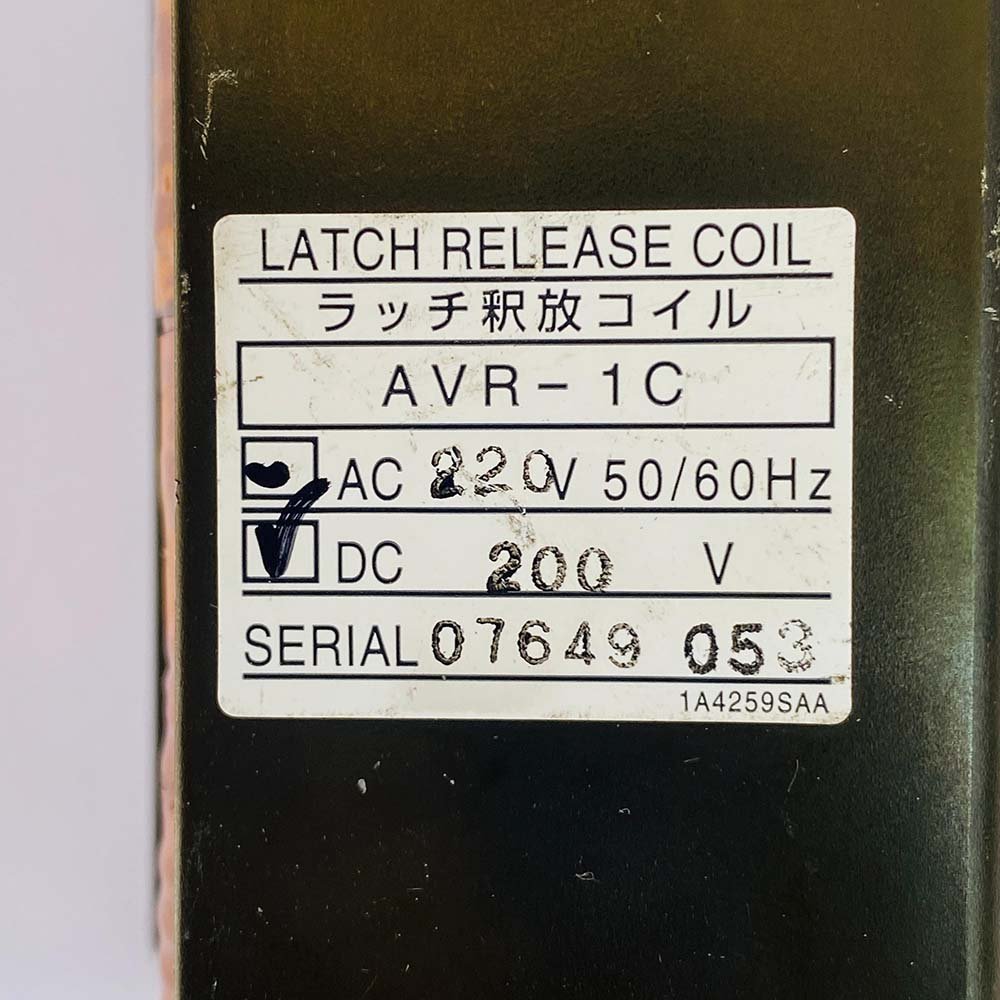 LATCH RELEASE COIL
ラッチ釈放コイル
AVR-1C
AC 220V 50/60Hz
DC 200 V
SERIAL 07649 053
1A4259SAA